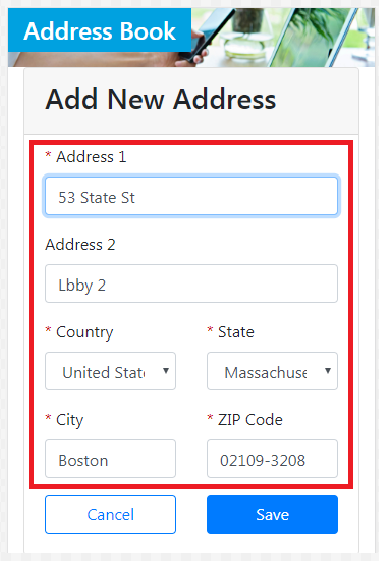 Address Book
Add New Address
* Address 1
53 State St
Address 2
Lbby 2
* Country
* State
United State
Massachuse
* City
* ZIP Code
Boston
02109-3208
Cancel
Save